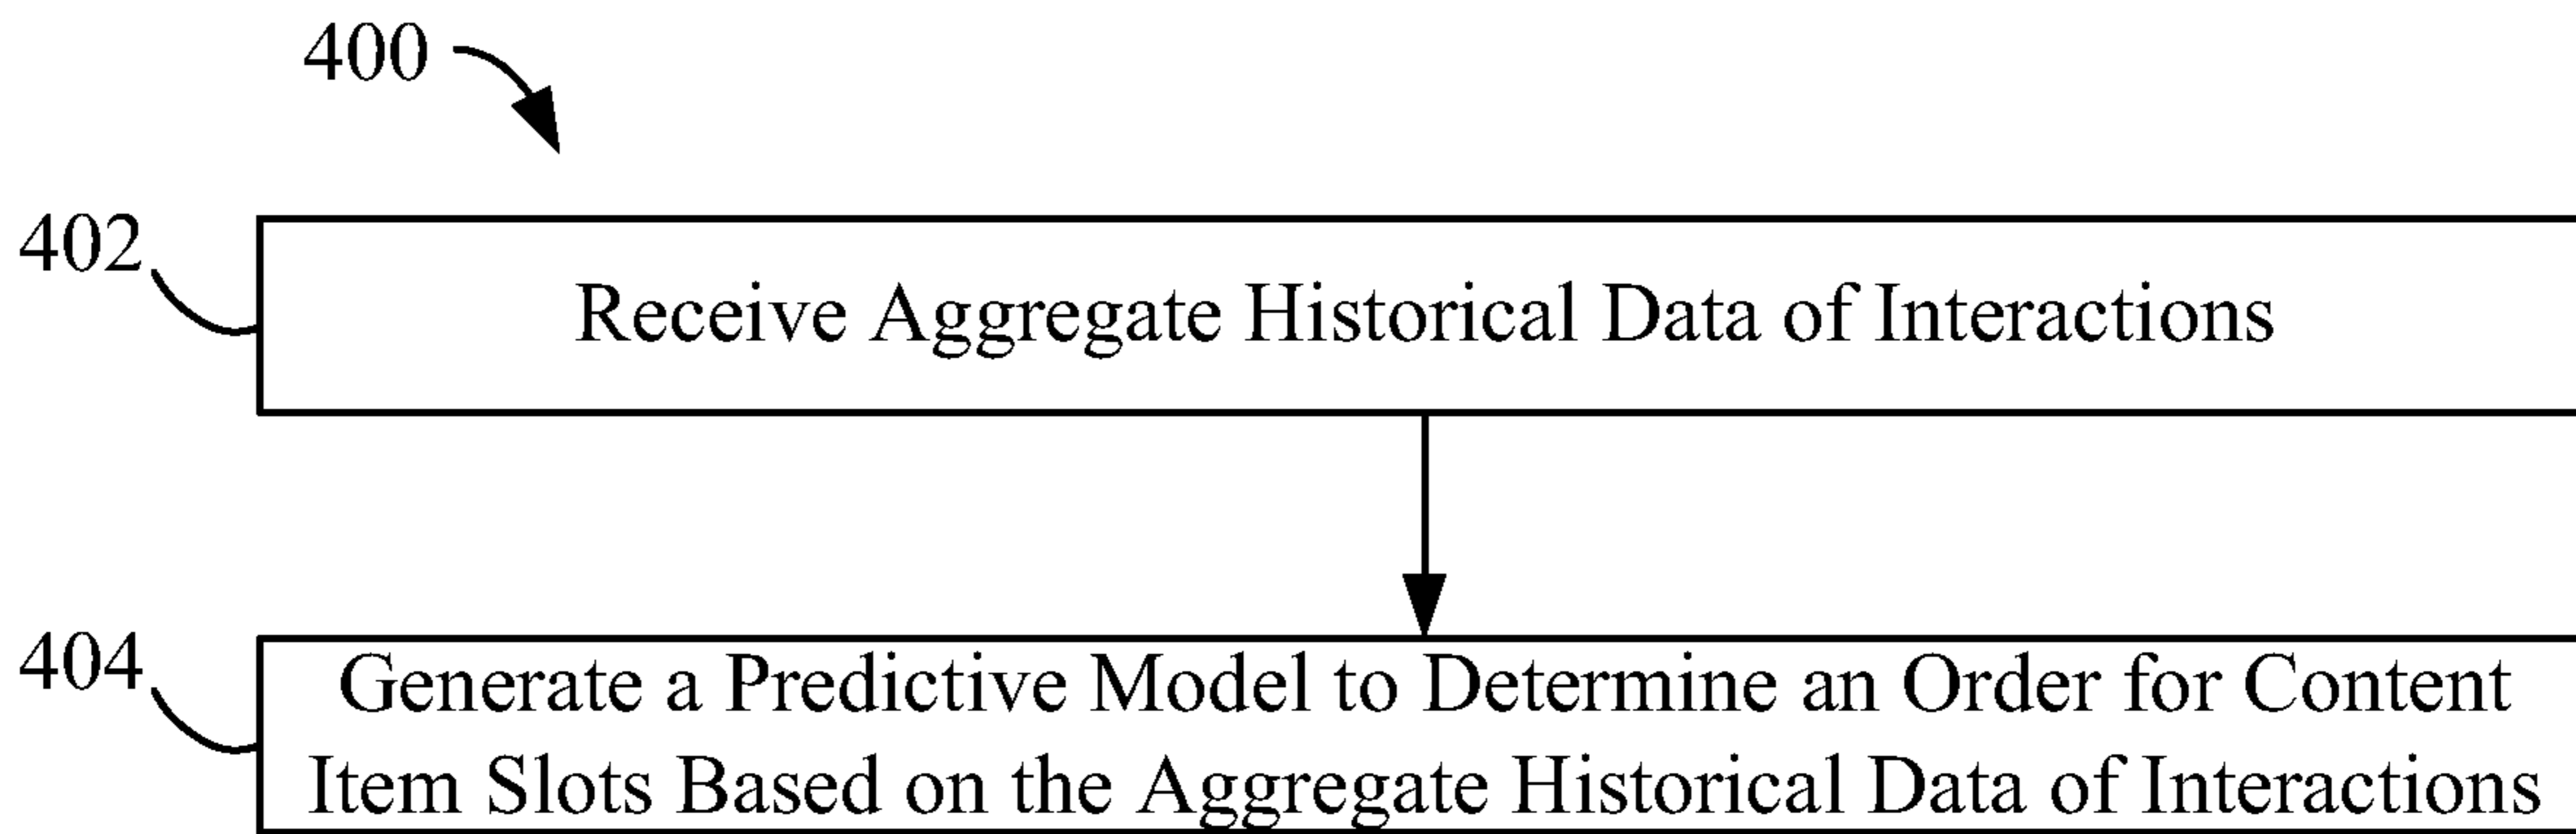 400
402
Receive Aggregate Historical Data of Interactions
404
Generate a Predictive Model to Determine an Order for Content
Item Slots Based on the Aggregate Historical Data of Interactions